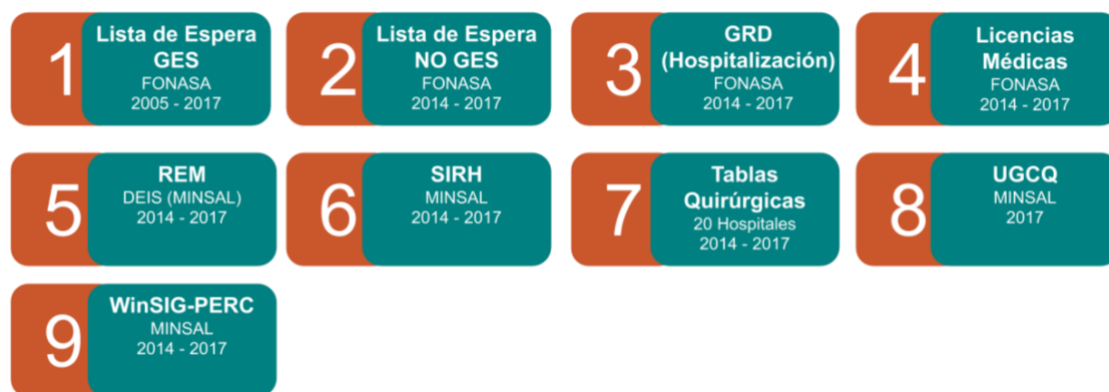 1
Lista de Espera
GES
FONASA
2005 - 2017
2
Lista de Espera
NO GES
FONASA
2014 - 2017
3
GRD
(Hospitalización)
FONASA
2014 - 2017
4
Licencias
Médicas
FONASA
2014 - 2017
5
REM
DEIS (MINSAL)
2014 - 2017
6
SIRH
MINSAL
2014 - 2017
7
Tablas
Quirúrgicas
20 Hospitales
2014 - 2017
8
UGCQ
MINSAL
2017
9
WinSIG-PERC
MINSAL
2014 - 2017